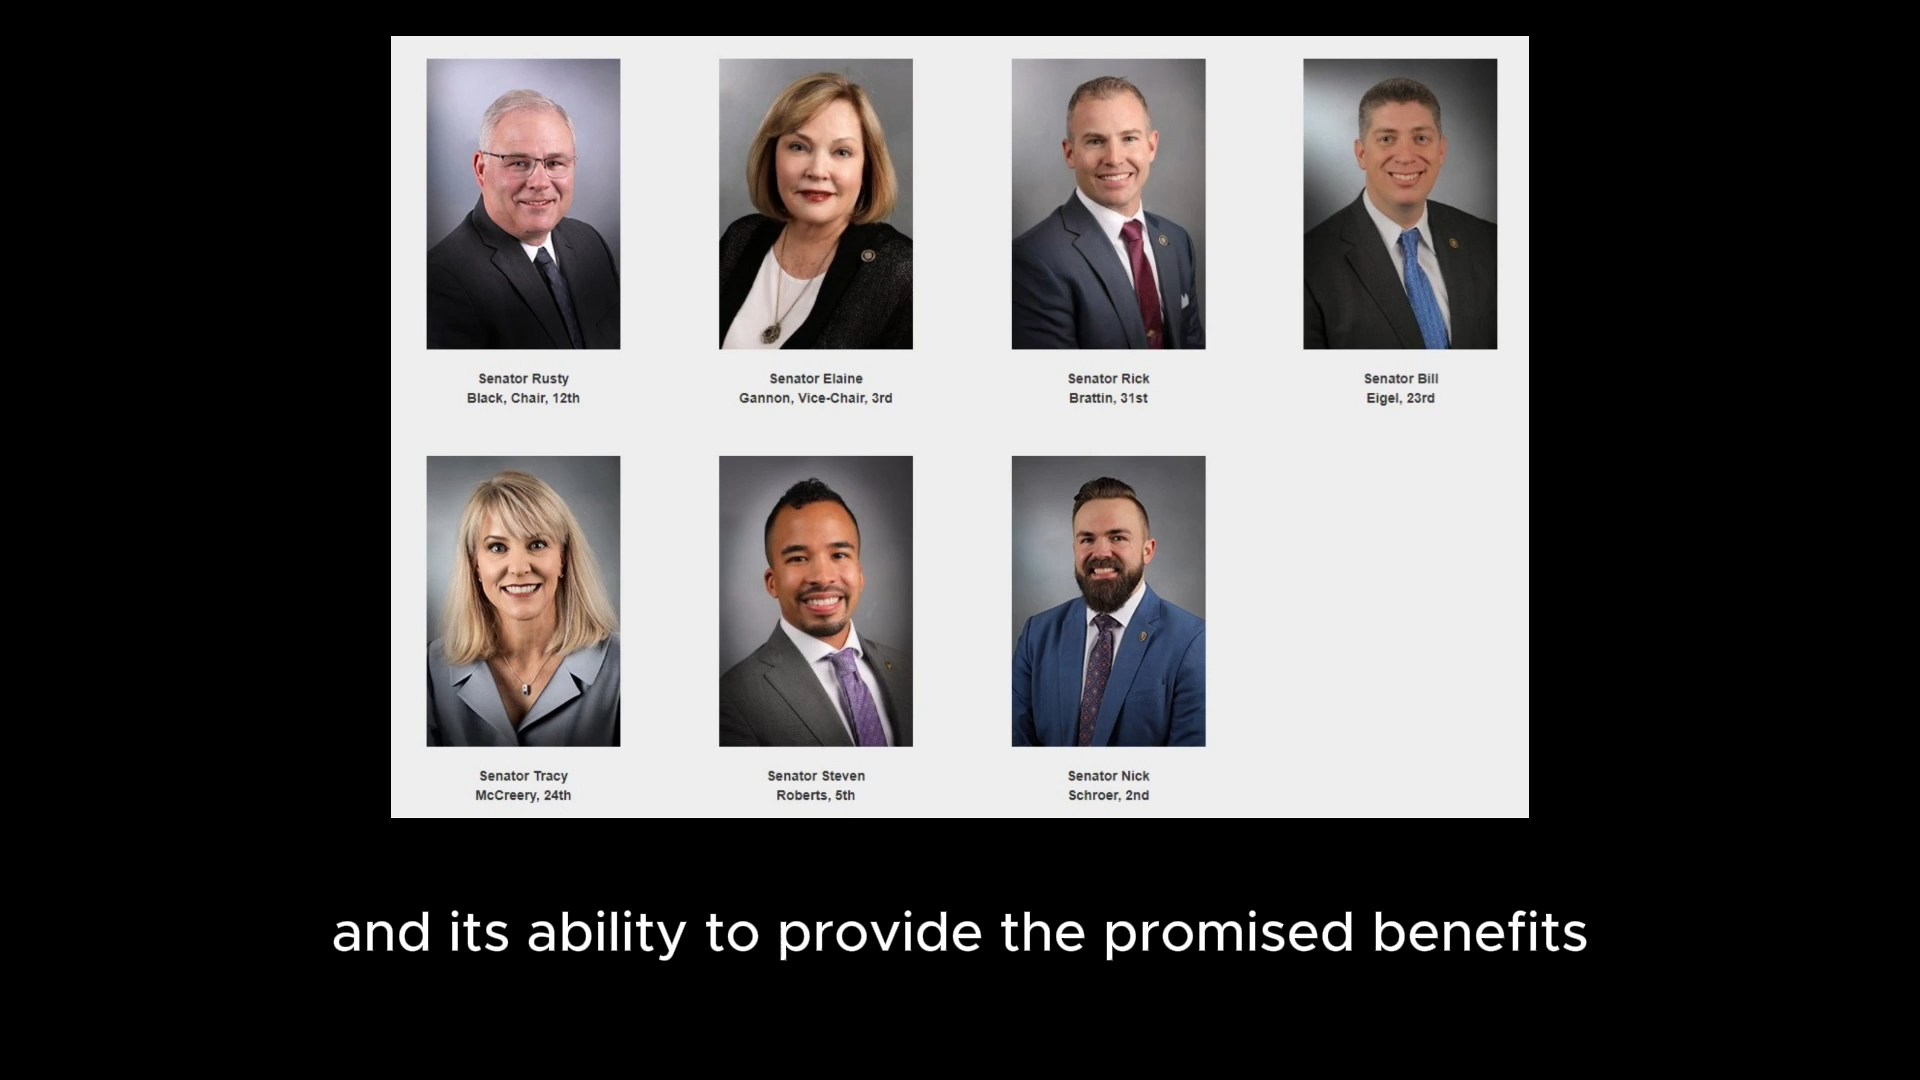 Senator Rusty
Black, Chair, 12th
Senator Elaine
Gannon, Vice-Chair, 3rd
Senator Rick
Brattin, 31st
Senator Bill
Eigel, 23rd
Senator Tracy
McCreery, 24th
Senator Steven
Roberts, 5th
Senator Nick
Schroer, 2nd
and its ability to provide the promised benefits